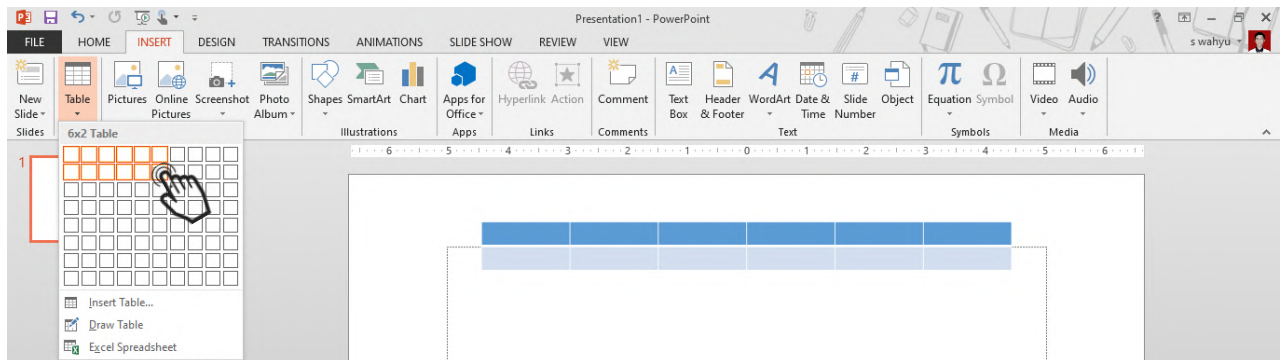 Presentation1 - PowerPoint
?
FILE HOME INSERT DESIGN TRANSITIONS ANIMATIONS SLIDE SHOW REVIEW VIEW s wahyu
New Slide
Table
Pictures
Online Pictures
Screenshot
Photo Album
Shapes
SmartArt
Chart
Apps for Office
Hyperlink
Action
Comment
A
Text Box
Header & Footer
A
WordArt
Date & Time
#
Slide Number
Object
π
Equation
Ω
Symbol
Video
Audio
Slides
Illustrations
Apps
Links
Comments
Text
Symbols
Media
6x2 Table
Insert Table...
Draw Table
Excel Spreadsheet
1
6 5 4 3 2 1 0 1 2 3 4 5 6